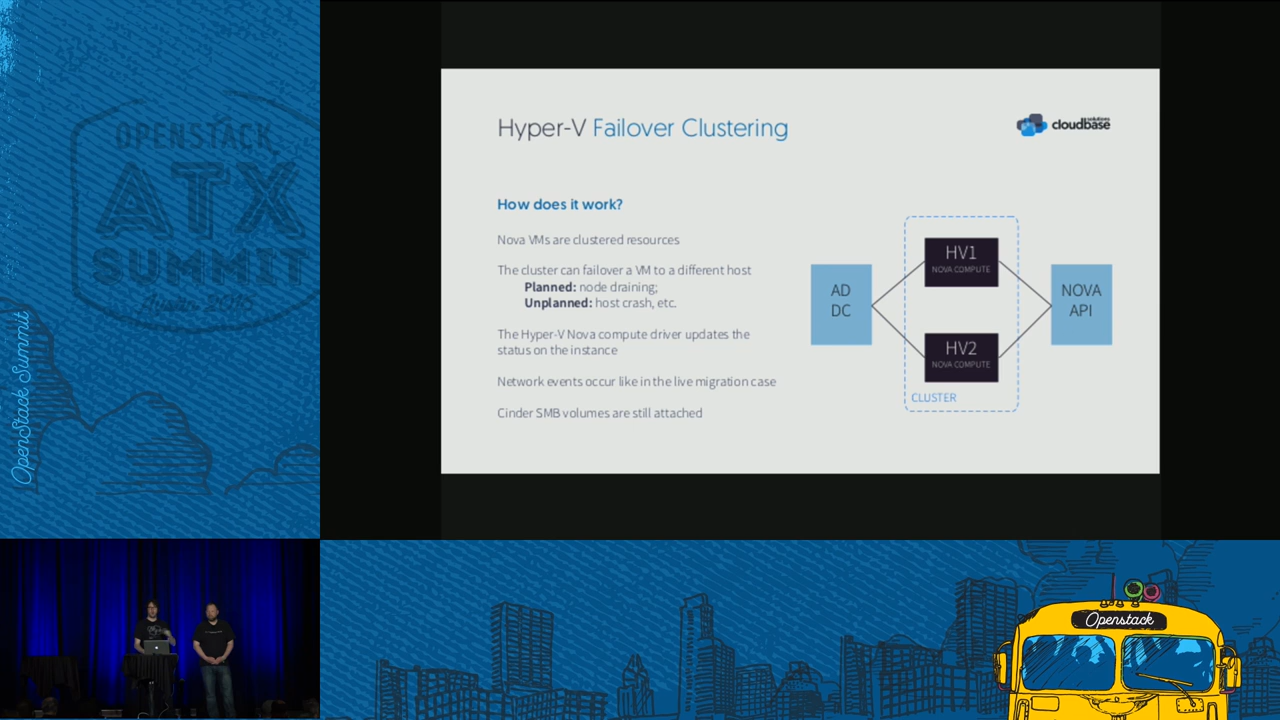 OPENSTACK
ATX
SUMMIT
OpenStack Summit
Hyper-V Failover Clustering
cloudbase
solutions
How does it work?
Nova VMs are clustered resources
The cluster can failover a VM to a different host
Planned: node draining;
Unplanned: host crash, etc.
The Hyper-V Nova compute driver updates the
status on the instance
Network events occur like in the live migration case
Cinder SMB volumes are still attached
AD
DC
HV1
NOVA COMPUTE
HV2
NOVA COMPUTE
CLUSTER
NOVA
API
Openstack